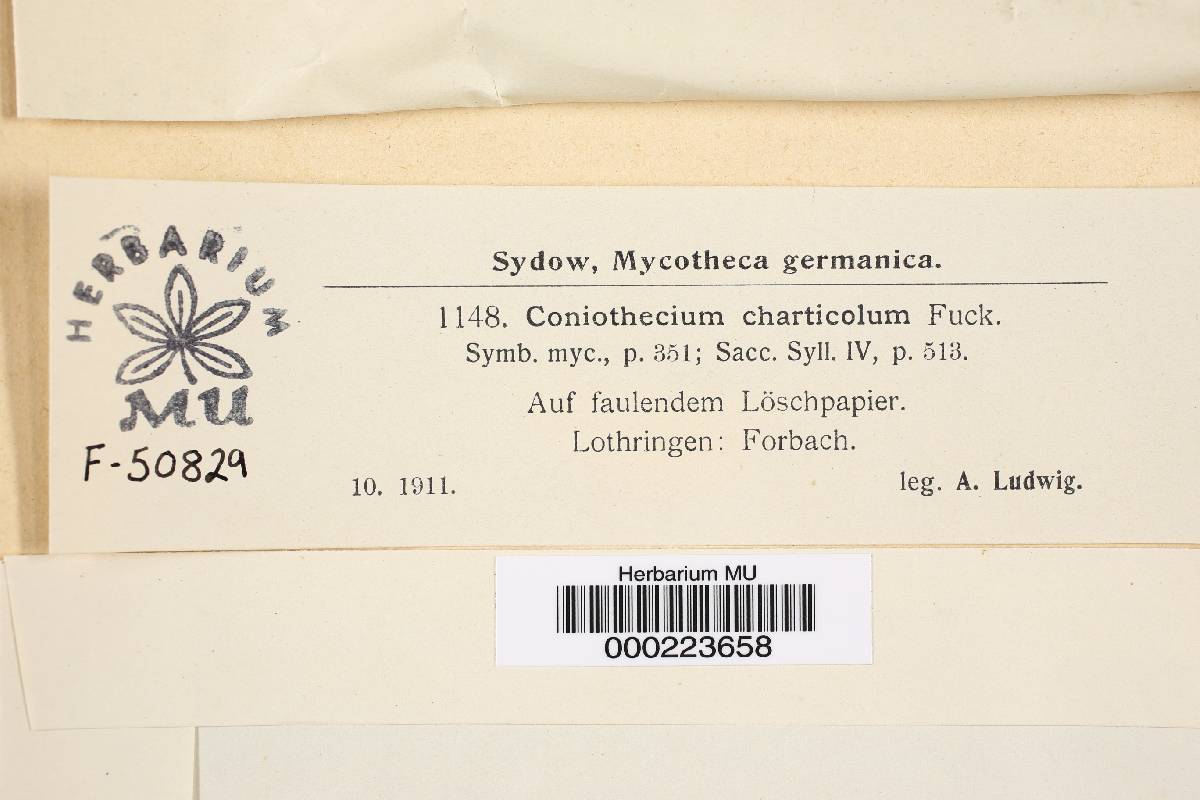 HERBARIUM
MU
F-50829
Sydow, Mycotheca germanica.
1148. Coniothecium charticolum Fuck.
Symb. myc., p. 351; Sacc. Syll. IV, p. 513.
Auf faulendem Löschpapier.
Lothringen: Forbach.
10. 1911. leg. A. Ludwig.
Herbarium MU
000223658